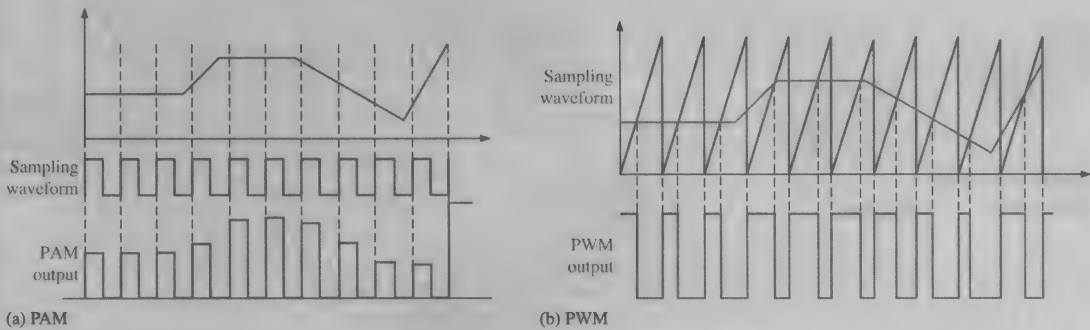 Sampling
waveform
PAM
output
(a) PAM
Sampling
waveform
PWM
output
(b) PWM